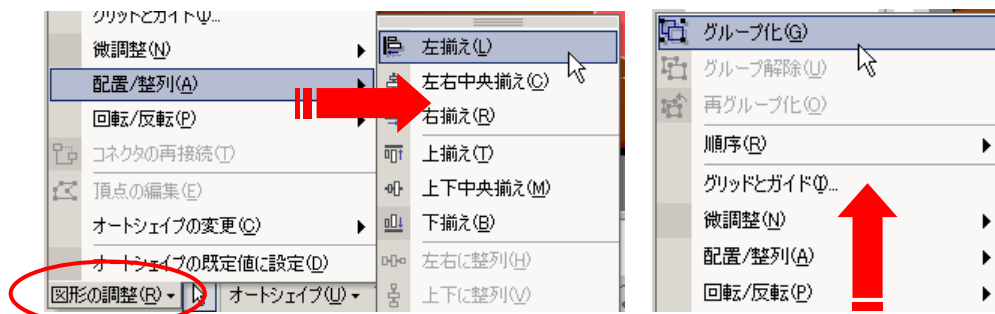 グリッドとガイド(I)...
微調整(N)
配置/整列(A)
回転/反転(P)
コネクタの再接続(T)
頂点の編集(E)
オートシェイプの変更(C)
オートシェイプの既定値に設定(D)
図形の調整(R)
オートシェイプ(U)
左揃え(L)
左右中央揃え(C)
右揃え(R)
上揃え(T)
上下中央揃え(M)
下揃え(B)
左右に整列(H)
上下に整列(V)
グループ化(G)
グループ解除(U)
再グループ化(O)
順序(R)
グリッドとガイド(I)...
微調整(N)
配置/整列(A)
回転/反転(P)